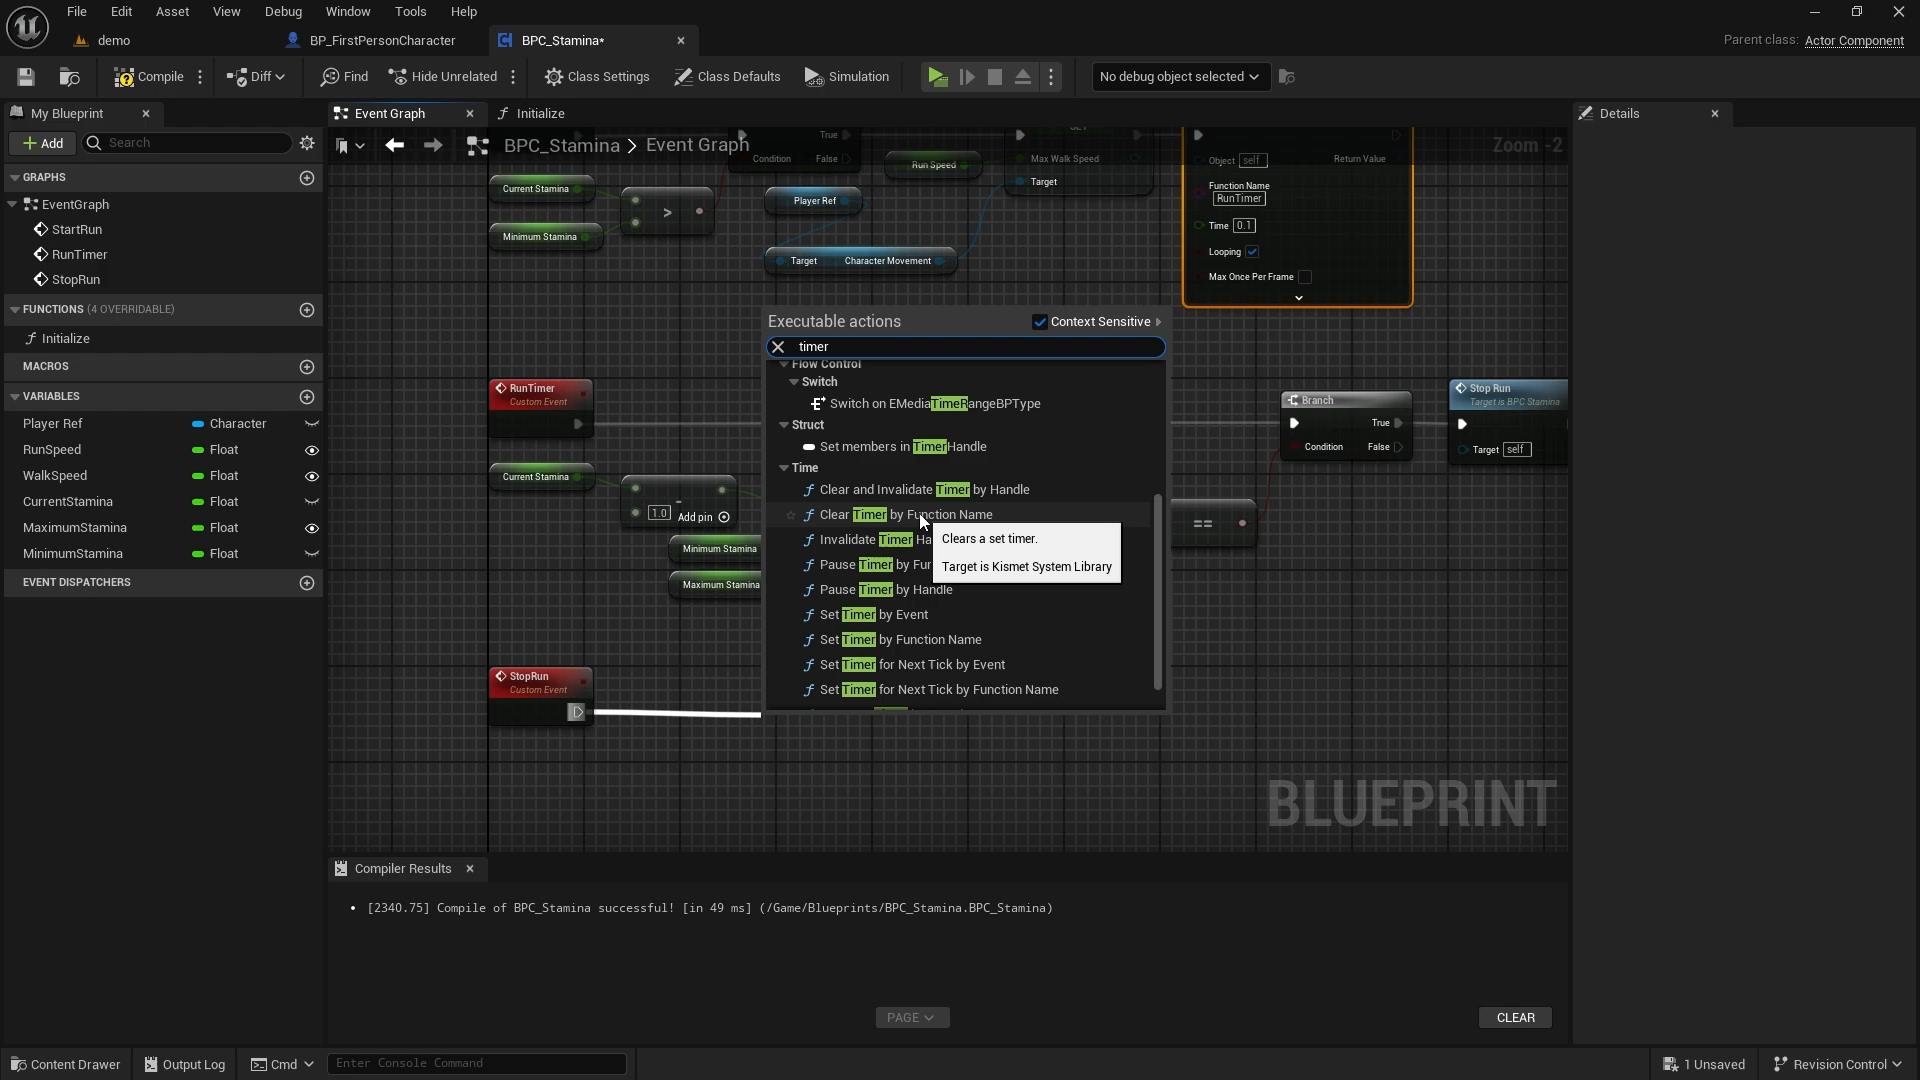 File Edit Asset View Debug Window Tools Help
demo BP_FirstPersonCharacter BPC_Stamina* Parent class: Actor Component
Compile Diff Find Hide Unrelated Class Settings Class Defaults Simulation No debug object selected
My Blueprint
Add Search
GRAPHS
EventGraph
StartRun
RunTimer
StopRun
FUNCTIONS (4 OVERRIDABLE)
Initialize
MACROS
VARIABLES
Player Ref Character
RunSpeed Float
WalkSpeed Float
CurrentStamina Float
MaximumStamina Float
MinimumStamina Float
EVENT DISPATCHERS
Event Graph Initialize
BPC_Stamina > Event Graph
Zoom -2
Current Stamina
Minimum Stamina
>
True
Condition False
Run Speed
Player Ref
Target Character Movement
SET
Max Walk Speed
Target
Object self Return Value
Function Name
RunTimer
Time 0.1
Looping
Max Once Per Frame
RunTimer
Custom Event
Current Stamina
-
1.0 Add pin
Minimum Stamina
Maximum Stamina
StopRun
Custom Event
Executable actions Context Sensitive
timer
Flow Control
Switch
Switch on EMediaTimeRangeBPType
Struct
Set members in TimerHandle
Time
Clear and Invalidate Timer by Handle
Clear Timer by Function Name
Invalidate Timer Ha
Pause Timer by Fun
Pause Timer by Handle
Set Timer by Event
Set Timer by Function Name
Set Timer for Next Tick by Event
Set Timer for Next Tick by Function Name
Clears a set timer.
Target is Kismet System Library
==
Branch
True
Condition False
Stop Run
Target is BPC Stamina
Target self
BLUEPRINT
Compiler Results
• [2340.75] Compile of BPC_Stamina successful! [in 49 ms] (/Game/Blueprints/BPC_Stamina.BPC_Stamina)
PAGE
CLEAR
Details
Content Drawer Output Log Cmd Enter Console Command 1 Unsaved Revision Control